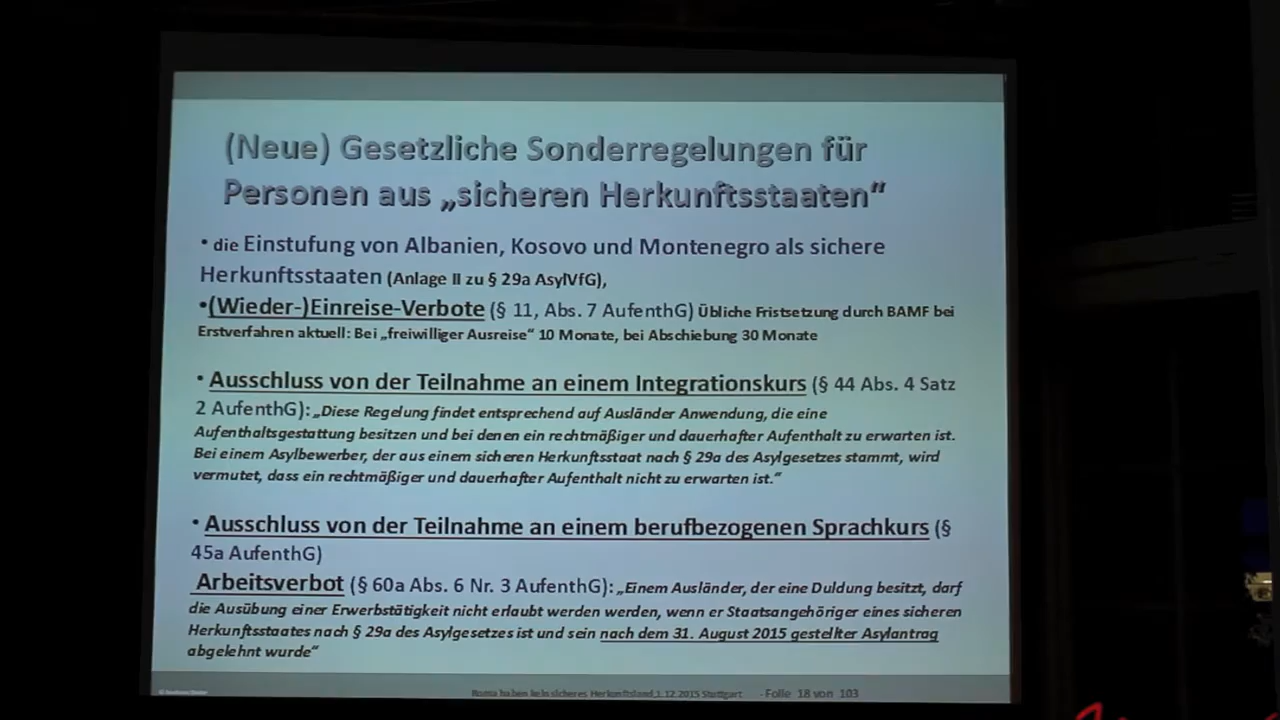 (Neue) Gesetzliche Sonderregelungen für
Personen aus „sicheren Herkunftsstaaten“
• die Einstufung von Albanien, Kosovo und Montenegro als sichere
Herkunftsstaaten (Anlage II zu § 29a AsylVfG),
•(Wieder-)Einreise-Verbote (§ 11, Abs. 7 AufenthG) Übliche Fristsetzung durch BAMF bei
Erstverfahren aktuell: Bei „freiwilliger Ausreise“ 10 Monate, bei Abschiebung 30 Monate
• Ausschluss von der Teilnahme an einem Integrationskurs (§ 44 Abs. 4 Satz
2 AufenthG): „Diese Regelung findet entsprechend auf Ausländer Anwendung, die eine
Aufenthaltsgestattung besitzen und bei denen ein rechtmäßiger und dauerhafter Aufenthalt zu erwarten ist.
Bei einem Asylbewerber, der aus einem sicheren Herkunftsstaat nach § 29a des Asylgesetzes stammt, wird
vermutet, dass ein rechtmäßiger und dauerhafter Aufenthalt nicht zu erwarten ist.“
• Ausschluss von der Teilnahme an einem berufbezogenen Sprachkurs (§
45a AufenthG)
Arbeitsverbot (§ 60a Abs. 6 Nr. 3 AufenthG): „Einem Ausländer, der eine Duldung besitzt, darf
die Ausübung einer Erwerbstätigkeit nicht erlaubt werden werden, wenn er Staatsangehöriger eines sicheren
Herkunftsstaates nach § 29a des Asylgesetzes ist und sein nach dem 31. August 2015 gestellter Asylantrag
abgelehnt wurde“
Roma haben kein sicheres Herkunftsland,1.12.2015 Stuttgart - Folie 18 von 103